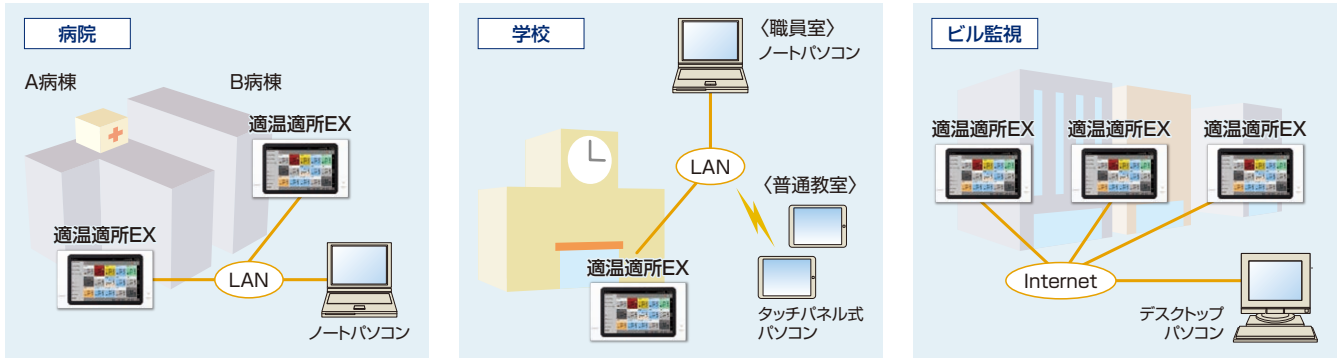 病院
A病棟
B病棟
適温適所EX
適温適所EX
LAN
ノートパソコン
学校
〈職員室〉
ノートパソコン
LAN
〈普通教室〉
適温適所EX
タッチパネル式
パソコン
ビル監視
適温適所EX
適温適所EX
適温適所EX
Internet
デスクトップ
パソコン